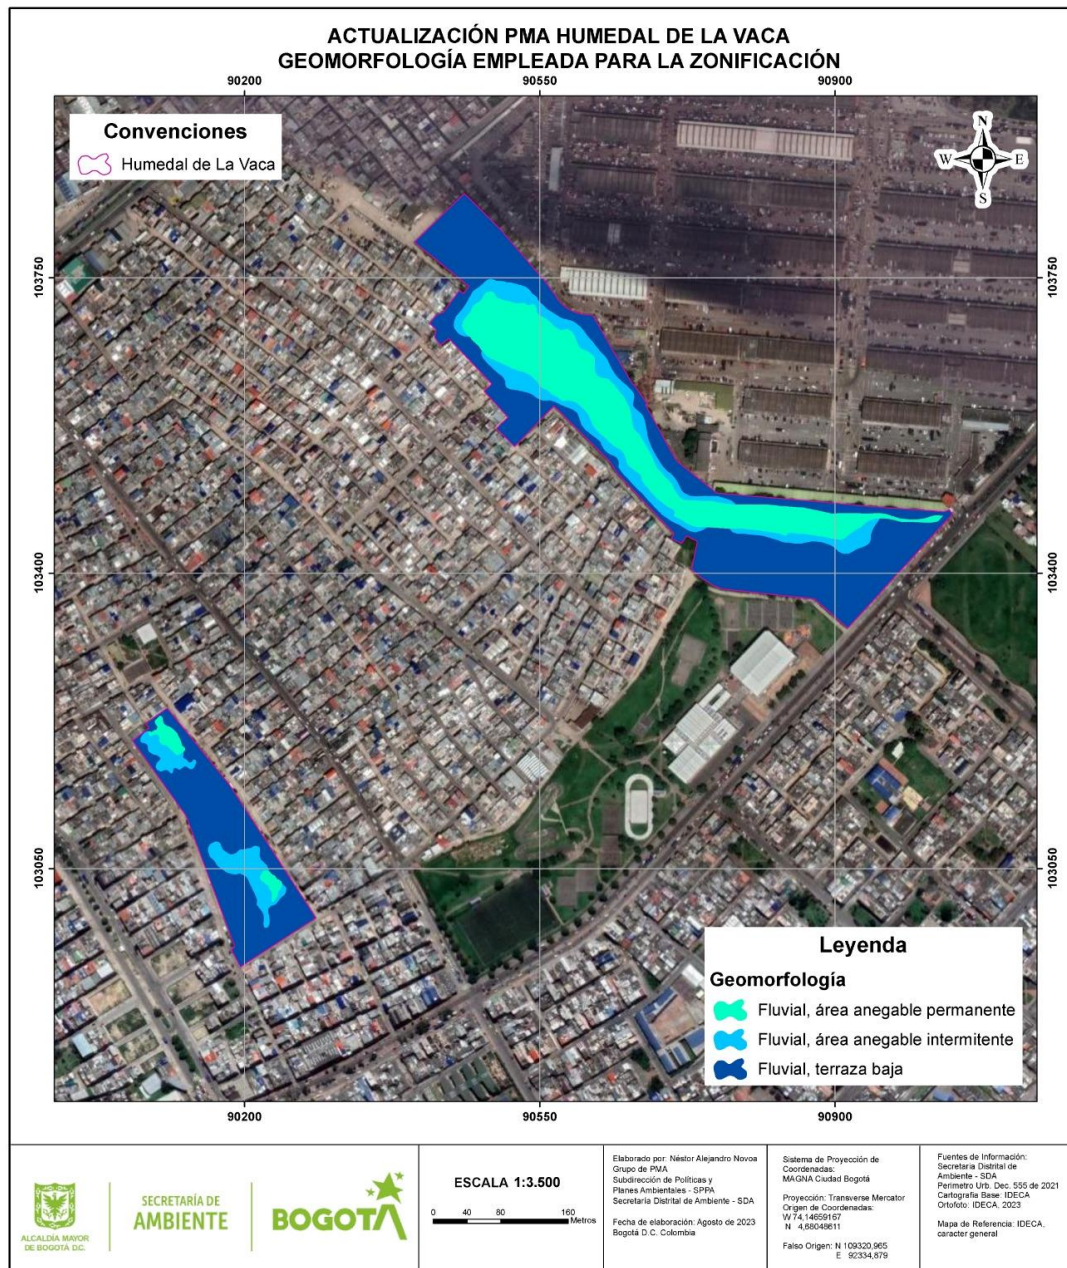 ACTUALIZACIÓN PMA HUMEDAL DE LA VACA
GEOMORFOLOGÍA EMPLEADA PARA LA ZONIFICACIÓN
90200
90550
90900
Convenciones
Humedal de La Vaca
N
W
E
S
103750
103750
103400
103400
103050
103050
Leyenda
Geomorfología
Fluvial, área anegable permanente
Fluvial, área anegable intermitente
Fluvial, terraza baja
90200
90550
90900
ALCALDÍA MAYOR
DE BOGOTÁ D.C.
SECRETARÍA DE
AMBIENTE
BOGOTÁ
ESCALA 1:3.500
0 40 80 160
Metros
Elaborado por: Néstor Alejandro Novoa
Grupo de PMA
Subdirección de Políticas y
Planes Ambientales - SPPA
Secretaría Distrital de Ambiente - SDA
Fecha de elaboración: Agosto de 2023
Bogotá D.C. Colombia
Sistema de Proyección de
Coordenadas:
MAGNA Ciudad Bogotá
Proyección: Transverse Mercator
Origen de Coordenadas:
W 74,14659167
N 4,68048611
Falso Origen: N 109320,965
E 92334,879
Fuentes de Información:
Secretaria Distrital de
Ambiente - SDA
Perimetro Urb. Dec. 555 de 2021
Cartografía Base: IDECA
Ortofoto: IDECA, 2023
Mapa de Referencia: IDECA,
caracter general